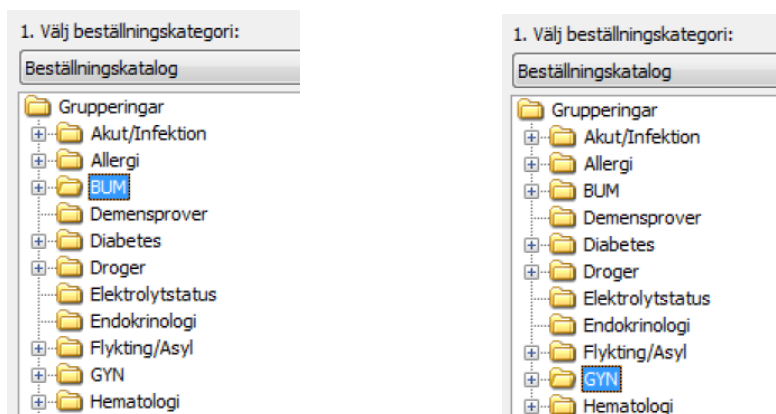 1. Välj beställningskategori:
Beställningskatalog
Grupperingar
Akut/Infektion
Allergi
BUM
Demensprover
Diabetes
Droger
Elektrolytstatus
Endokrinologi
Flykting/Asyl
GYN
Hematologi
1. Välj beställningskategori:
Beställningskatalog
Grupperingar
Akut/Infektion
Allergi
BUM
Demensprover
Diabetes
Droger
Elektrolytstatus
Endokrinologi
Flykting/Asyl
GYN
Hematologi